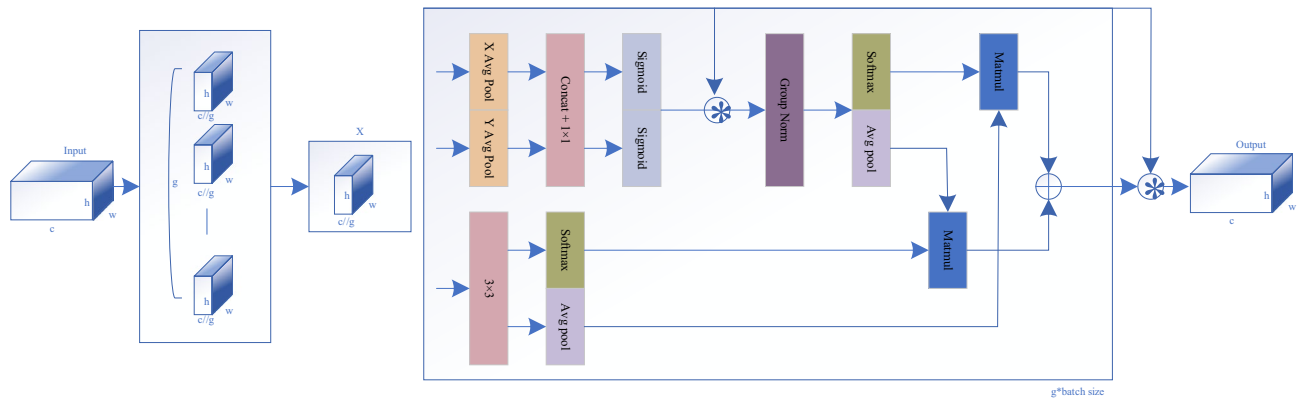 Input
h
w
c
g
h
w
c//g
h
w
c//g
h
w
c//g
X
h
w
c//g
X Avg Pool
Y Avg Pool
Concat + 1×1
Sigmoid
Sigmoid
Group Norm
Softmax
Avg pool
Matmul
3×3
Softmax
Avg pool
Matmul
g*batch size
Output
h
w
c